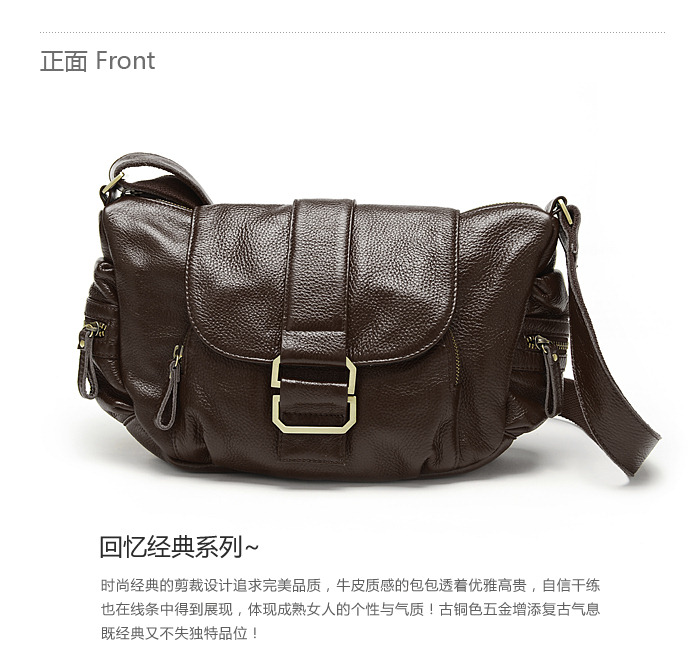 正面 Front
回忆经典系列~
时尚经典的剪裁设计追求完美品质，牛皮质感的包包透着优雅高贵，自信干练
也在线条中得到展现，体现成熟女人的个性与气质！古铜色五金增添复古气息
既经典又不失独特品位！